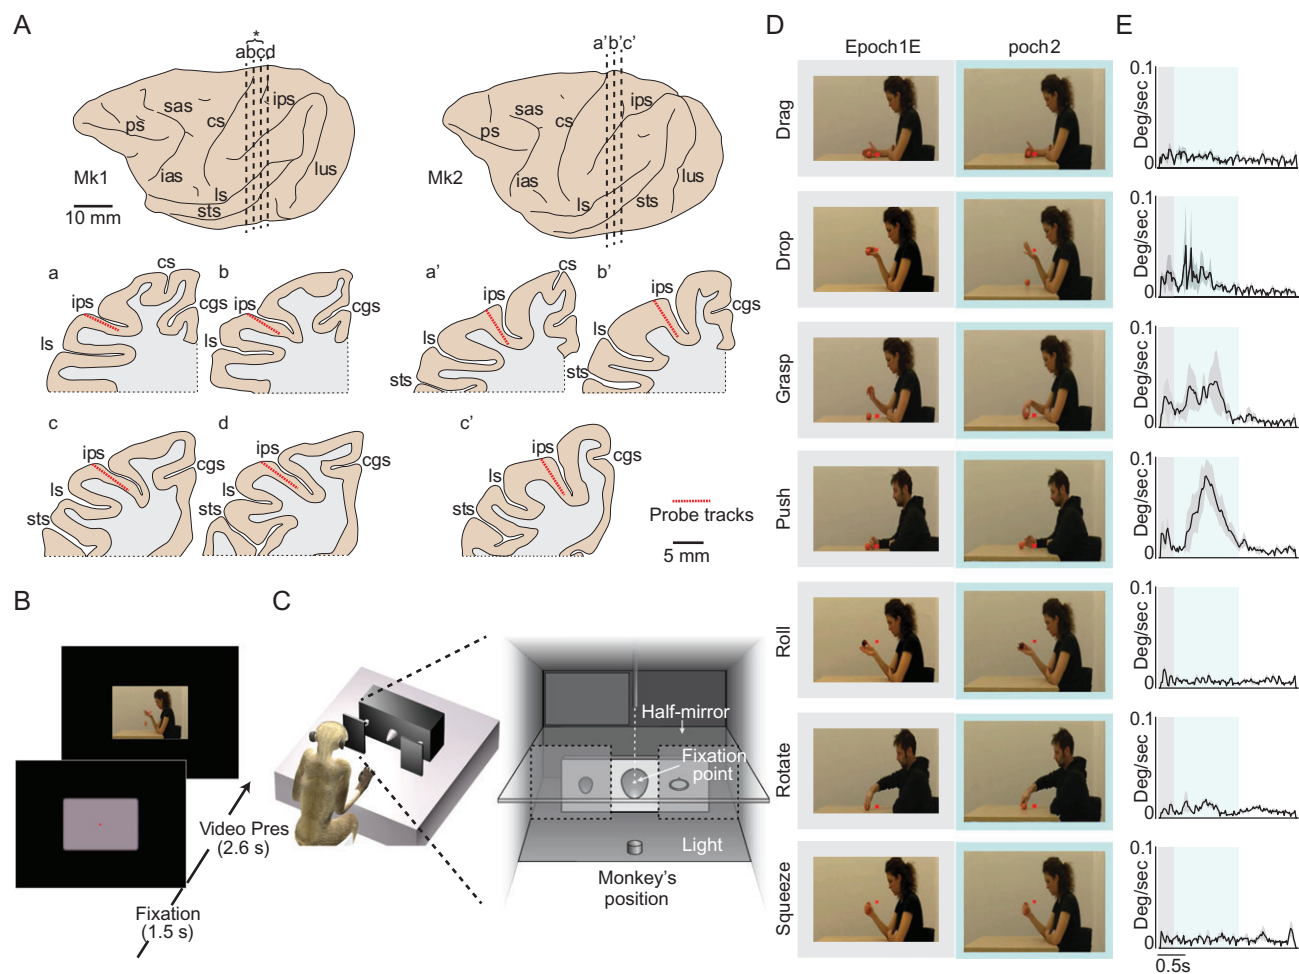 A
*
abcd
sas
ps
cs
ips
ias
ls
sts
lus
Mk1
10 mm
a’b’c’
sas
ps
cs
ips
ias
ls
sts
lus
Mk2
a
ips
cs
cgs
ls
sts
b
ips
cgs
a’
cs
ips
ls
sts
b’
ips
cgs
c
ips
cgs
ls
sts
d
ips
cgs
ls
sts
c’
ips
cgs
ls
sts
Probe tracks
5 mm
B
Video Pres
(2.6 s)
Fixation
(1.5 s)
C
Half-mirror
Fixation
point
Light
Monkey’s
position
D
Epoch1E
poch2
Drag
Drop
Grasp
Push
Roll
Rotate
Squeeze
E
0.1
Deg/sec
0
0.1
Deg/sec
0
0.1
Deg/sec
0
0.1
Deg/sec
0
0.1
Deg/sec
0
0.1
Deg/sec
0
0.1
Deg/sec
0
0.5s